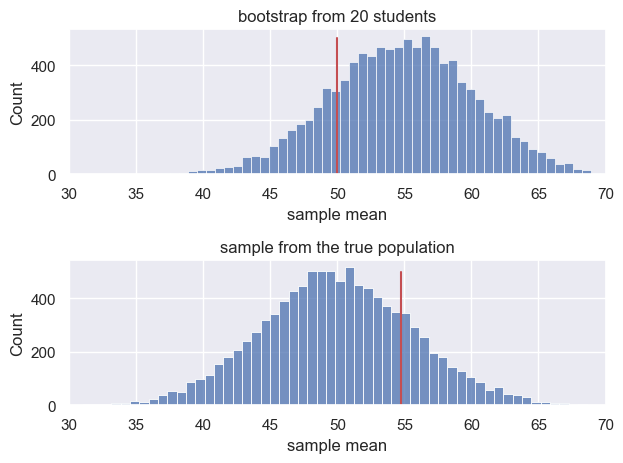 bootstrap from 20 students
Count
400
200
0
30 35 40 45 50 55 60 65 70
sample mean
sample from the true population
Count
400
200
0
30 35 40 45 50 55 60 65 70
sample mean